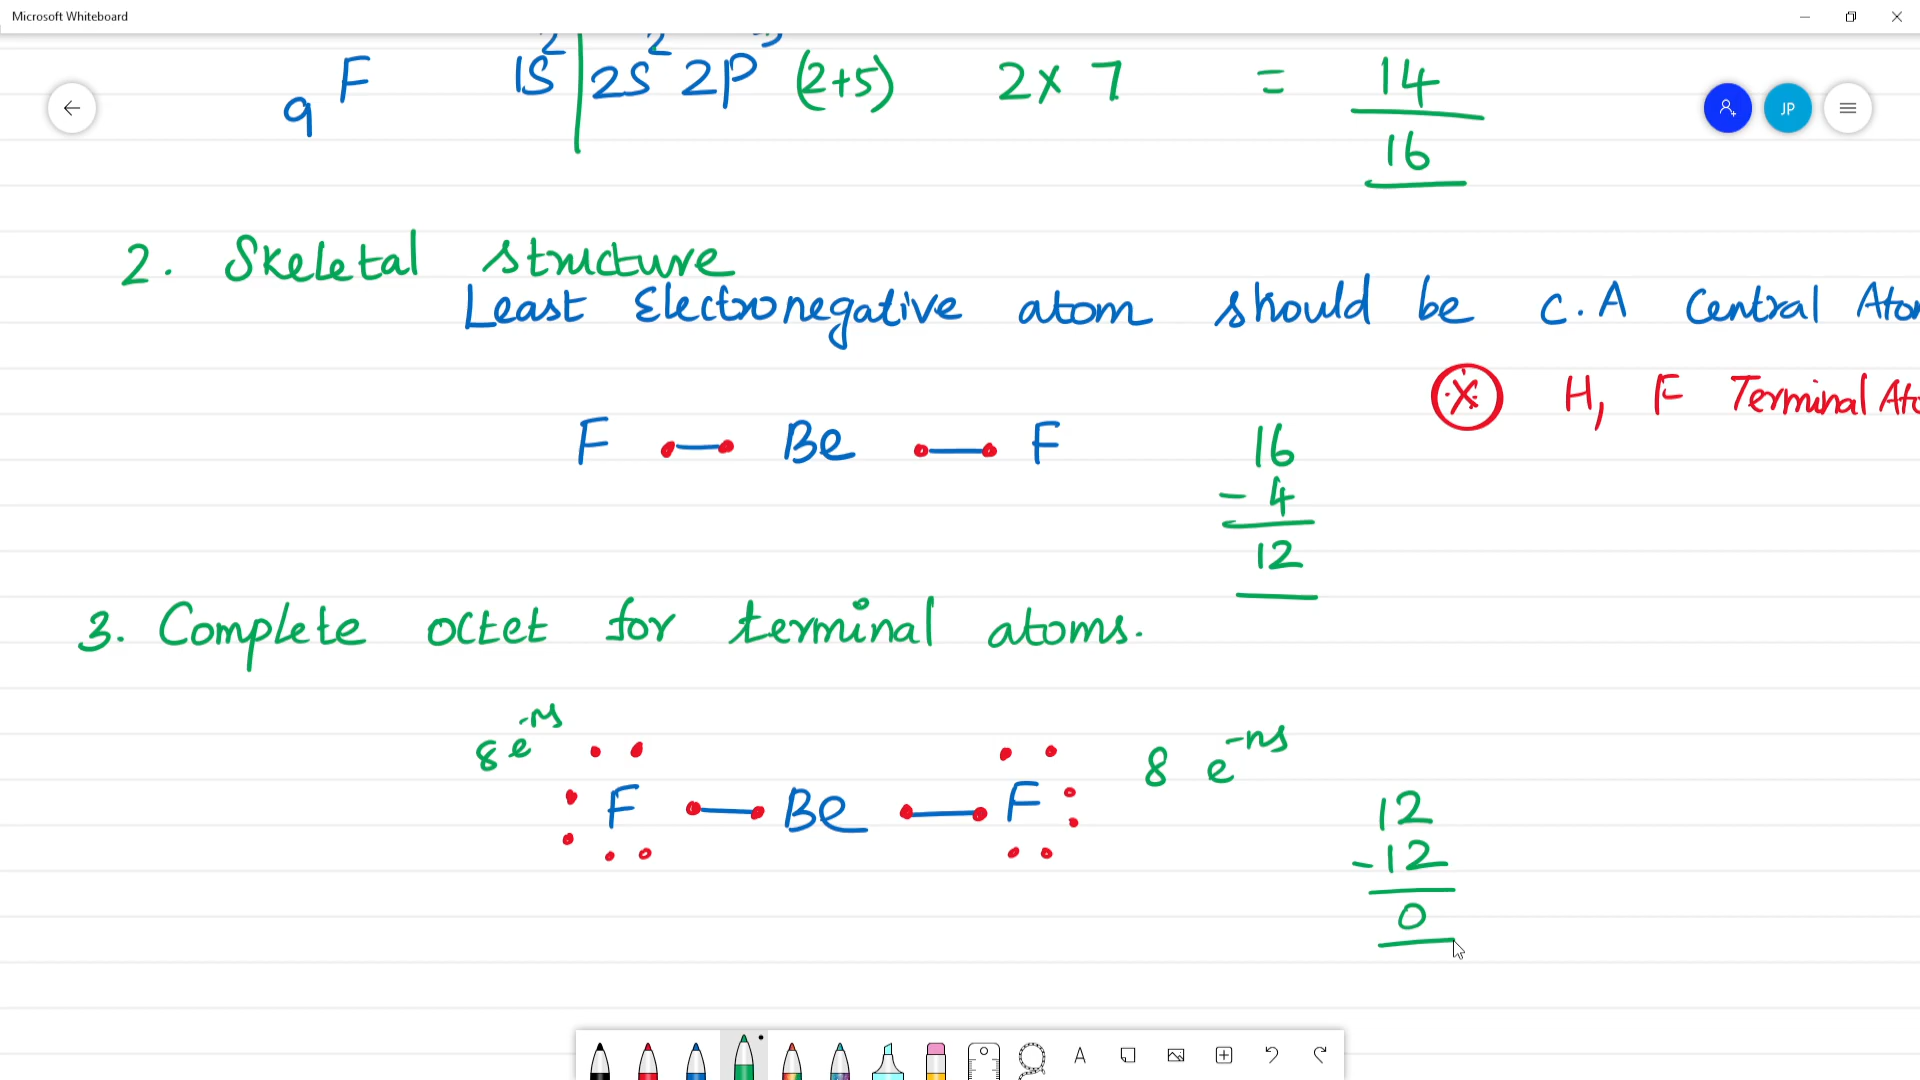 Microsoft Whiteboard
9 F 1S² 2S² 2P⁵ (2+5) 2 x 7 = 14
16
JP
2. Skeletal structure
Least Electronegative atom should be C.A Central Ato
* H, F Terminal Ato
F Be F
16
- 4
12
3. Complete octet for terminal atoms.
8 e⁻ⁿˢ 8 e⁻ⁿˢ
F Be F
12
-12
0
A